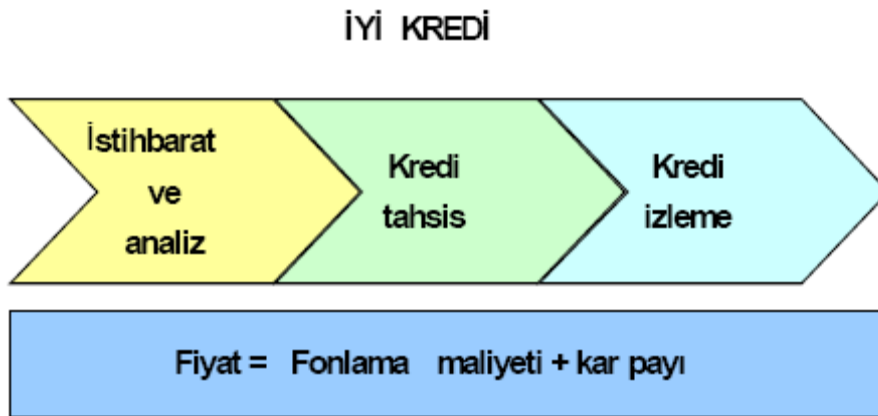 İYİ KREDİ
İstihbarat
ve
analiz
Kredi
tahsis
Kredi
izleme
Fiyat = Fonlama maliyeti + kar payı